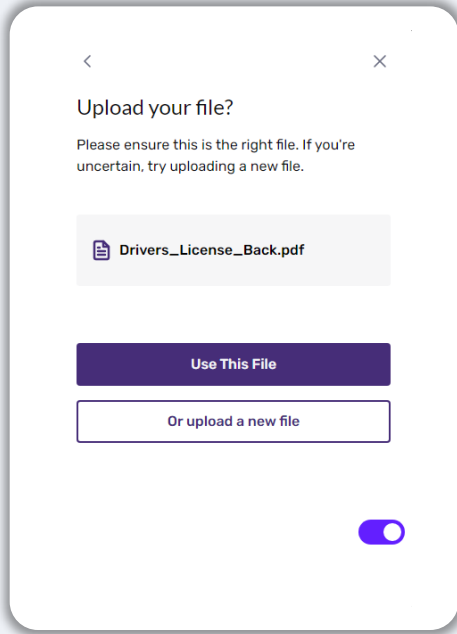 Upload your file?
Please ensure this is the right file. If you're
uncertain, try uploading a new file.
Drivers_License_Back.pdf
Use This File
Or upload a new file